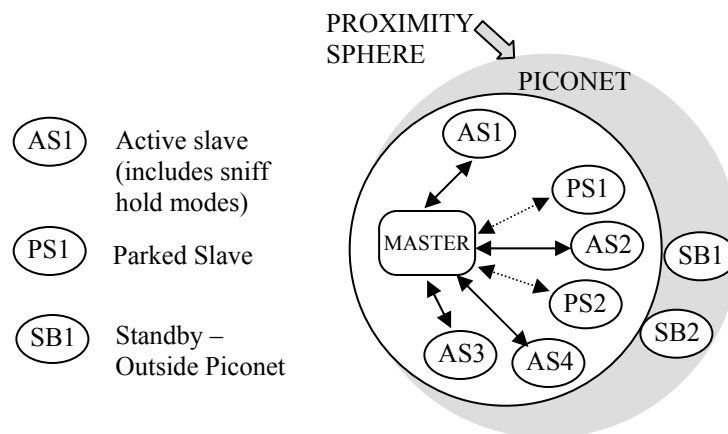 PROXIMITY
SPHERE
PICONET
AS1
Active slave
(includes sniff
hold modes)
PS1
Parked Slave
SB1
Standby –
Outside Piconet
AS1
PS1
MASTER
AS2
SB1
PS2
SB2
AS3
AS4